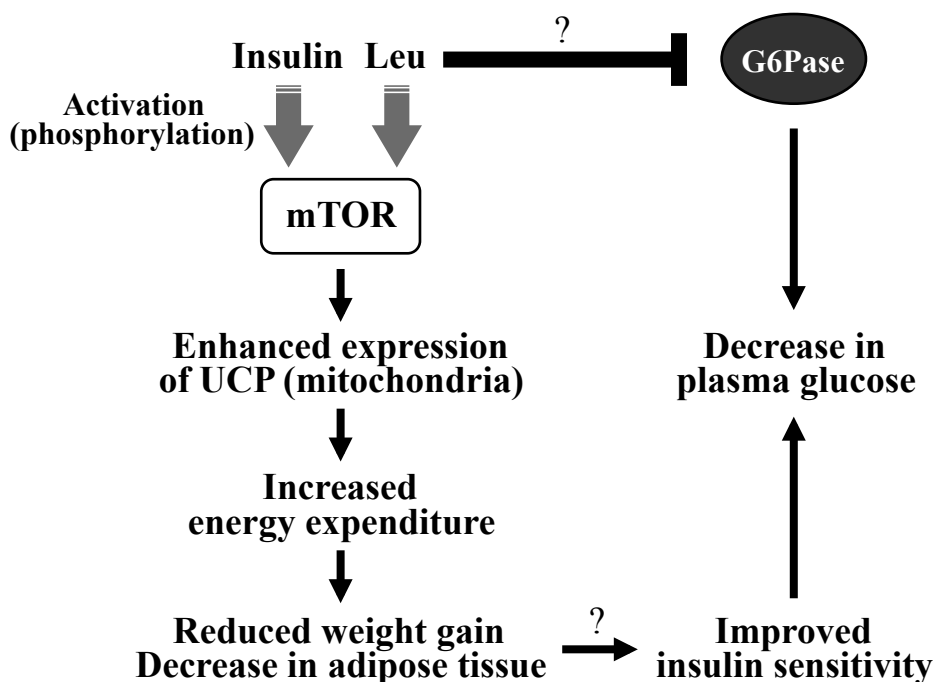 ?
Insulin Leu
G6Pase
Activation
(phosphorylation)
mTOR
Enhanced expression
of UCP (mitochondria)
Decrease in
plasma glucose
Increased
energy expenditure
?
Reduced weight gain
Decrease in adipose tissue
Improved
insulin sensitivity